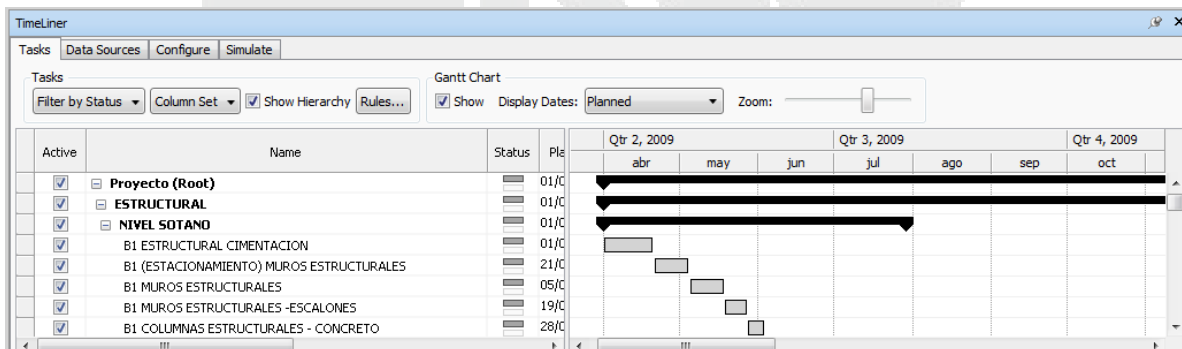 TimeLiner
Tasks Data Sources Configure Simulate
Tasks Gantt Chart
Filter by Status Column Set Show Hierarchy Rules... Show Display Dates: Planned Zoom:
Qtr 2, 2009 Qtr 3, 2009 Qtr 4, 2009
Active Name Status Pla
abr may jun jul ago sep oct
Proyecto (Root) 01/0
ESTRUCTURAL 01/0
NIVEL SOTANO 01/0
B1 ESTRUCTURAL CIMENTACION 01/0
B1 (ESTACIONAMIENTO) MUROS ESTRUCTURALES 21/0
B1 MUROS ESTRUCTURALES 05/0
B1 MUROS ESTRUCTURALES -ESCALONES 19/0
B1 COLUMNAS ESTRUCTURALES - CONCRETO 28/0